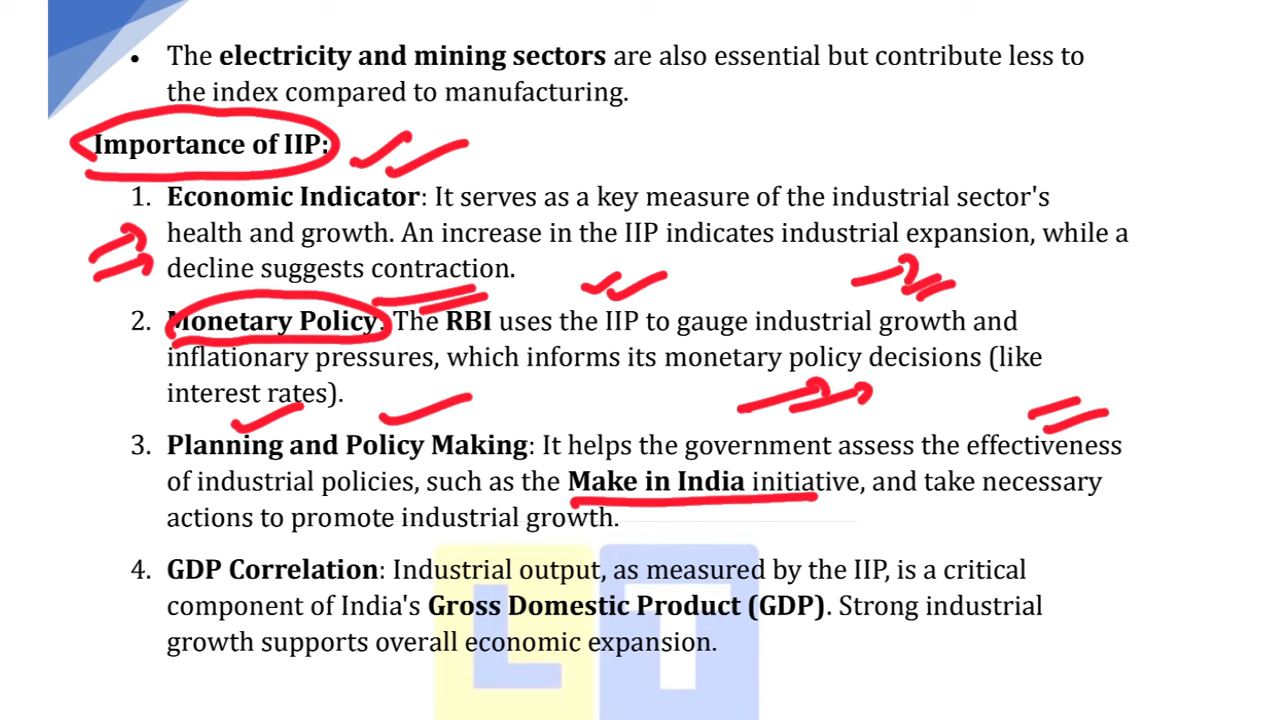 • The electricity and mining sectors are also essential but contribute less to
the index compared to manufacturing.
Importance of IIP:
1. Economic Indicator: It serves as a key measure of the industrial sector's
health and growth. An increase in the IIP indicates industrial expansion, while a
decline suggests contraction.
2. Monetary Policy: The RBI uses the IIP to gauge industrial growth and
inflationary pressures, which informs its monetary policy decisions (like
interest rates).
3. Planning and Policy Making: It helps the government assess the effectiveness
of industrial policies, such as the Make in India initiative, and take necessary
actions to promote industrial growth.
4. GDP Correlation: Industrial output, as measured by the IIP, is a critical
component of India's Gross Domestic Product (GDP). Strong industrial
growth supports overall economic expansion.
LT